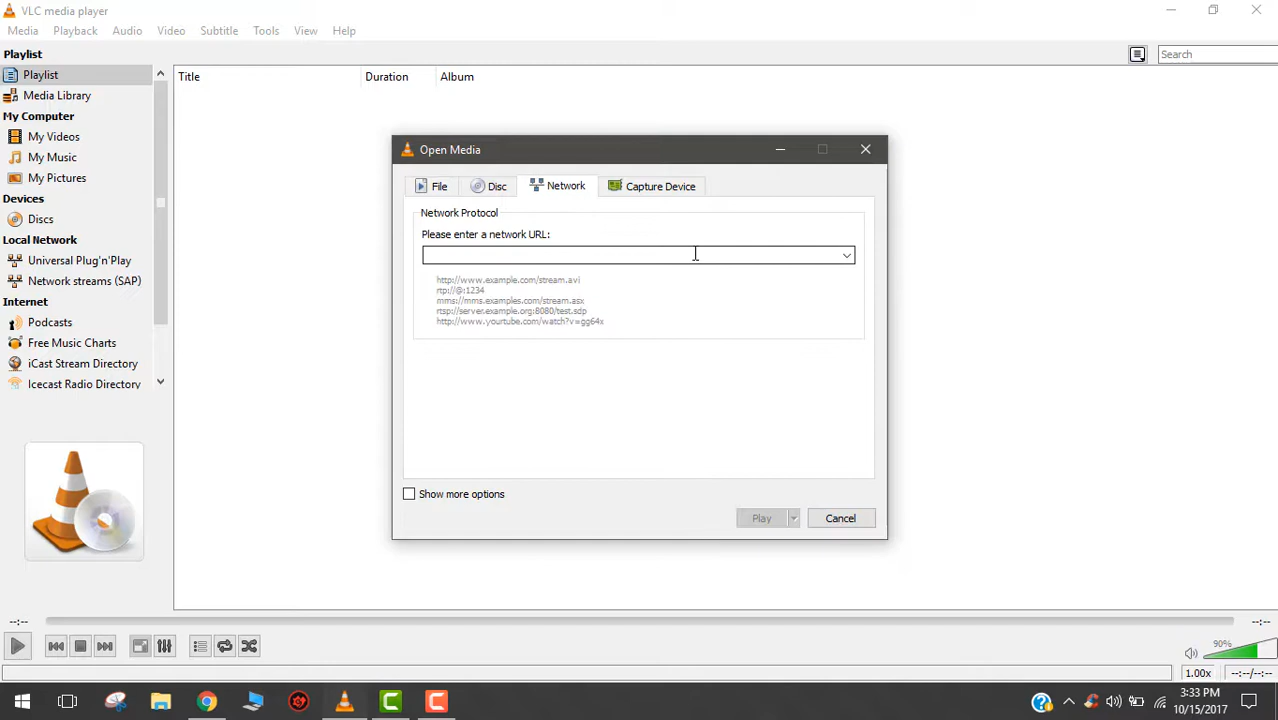 VLC media player
Media Playback Audio Video Subtitle Tools View Help
Playlist
Search
Playlist
Media Library
My Computer
My Videos
My Music
My Pictures
Devices
Discs
Local Network
Universal Plug'n'Play
Network streams (SAP)
Internet
Podcasts
Free Music Charts
iCast Stream Directory
Icecast Radio Directory
Title Duration Album
Open Media
File Disc Network Capture Device
Network Protocol
Please enter a network URL:
http://www.example.com/stream.avi
rtp://@:1234
mms://mms.examples.com/stream.asx
rtsp://server.example.org:8080/test.sdp
http://www.yourtube.com/watch?v=gg64x
Show more options
Play Cancel
--:-- --:--
90%
1.00x --:--/--:--
3:33 PM
10/15/2017